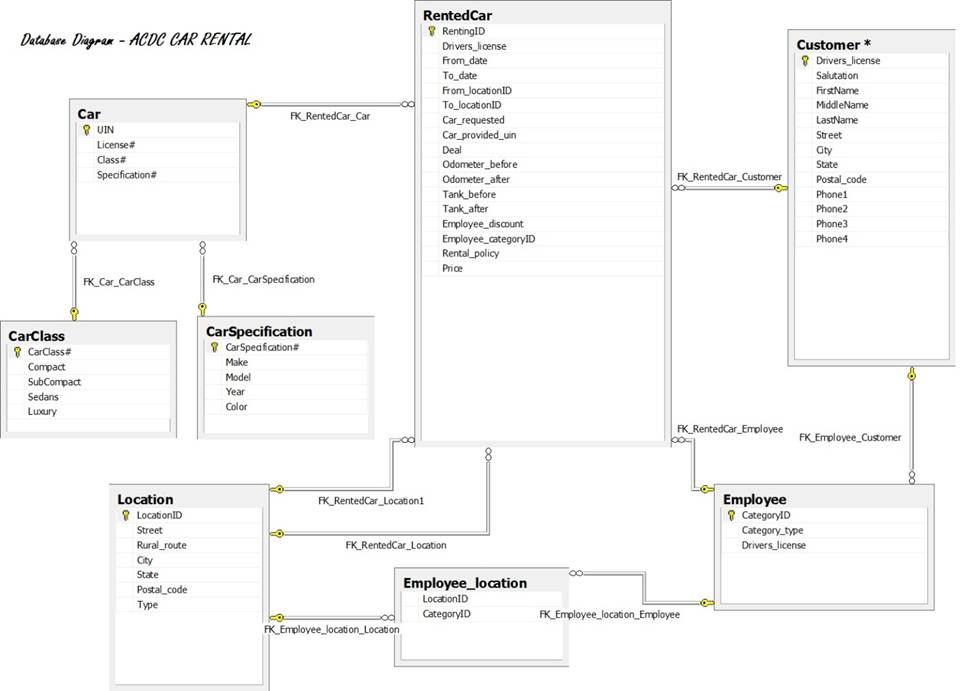 Database Diagram - ACDC CAR RENTAL
RentedCar
RentingID
Drivers_license
From_date
To_date
From_locationID
To_locationID
Car_requested
Car_provided_uin
Deal
Odometer_before
Odometer_after
Tank_before
Tank_after
Employee_discount
Employee_categoryID
Rental_policy
Price
Customer *
Drivers_license
Salutation
FirstName
MiddleName
LastName
Street
City
State
Postal_code
Phone1
Phone2
Phone3
Phone4
Car
UIN
License#
Class#
Specification#
FK_RentedCar_Car
FK_RentedCar_Customer
FK_Car_CarClass
FK_Car_CarSpecification
CarClass
CarClass#
Compact
SubCompact
Sedans
Luxury
CarSpecification
CarSpecification#
Make
Model
Year
Color
FK_RentedCar_Employee
FK_Employee_Customer
FK_RentedCar_Location1
FK_RentedCar_Location
Location
LocationID
Street
Rural_route
City
State
Postal_code
Type
Employee
CategoryID
Category_type
Drivers_license
Employee_location
LocationID
CategoryID
FK_Employee_location_Employee
FK_Employee_location_Location